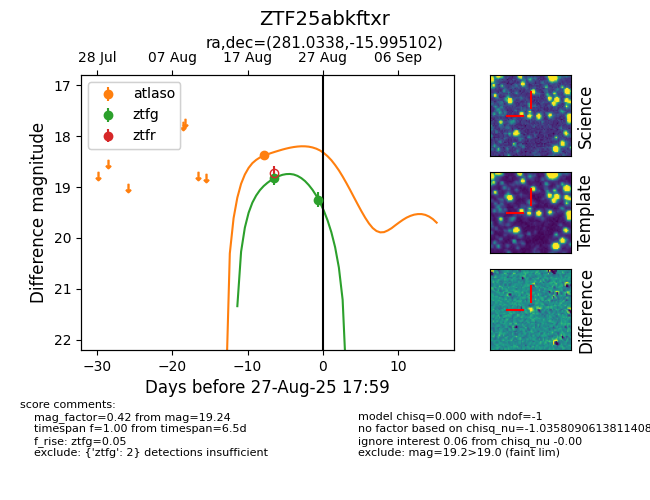 ZTF25abkftxr
ra,dec=(281.0338,-15.995102)
28 Jul 07 Aug 17 Aug 27 Aug 06 Sep
17
18
19
20
21
22
Difference magnitude
atlaso
ztfg
ztfr
−30 −20 −10 0 10
Days before 27-Aug-25 17:59
Science
Template
Difference
score comments:
mag_factor=0.42 from mag=19.24
timespan f=1.00 from timespan=6.5d
f_rise: ztfg=0.05
exclude: {'ztfg': 2} detections insufficient
model chisq=0.000 with ndof=-1
no factor based on chisq_nu=-1.0358090613811408
ignore interest 0.06 from chisq_nu -0.00
exclude: mag=19.2>19.0 (faint lim)